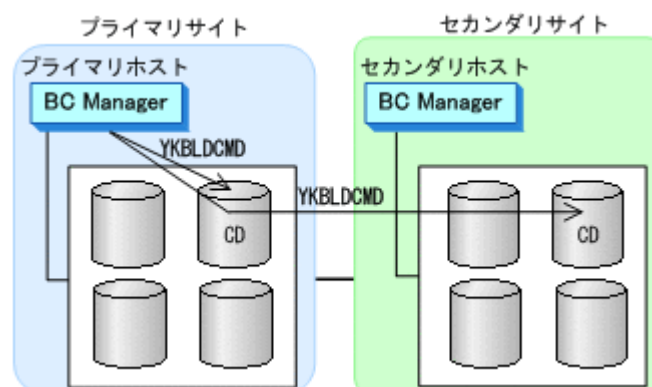 プライマリサイト
セカンダリサイト
プライマリホスト
セカンダリホスト
BC Manager
BC Manager
YKBLDCMD
YKBLDCMD
CD
CD